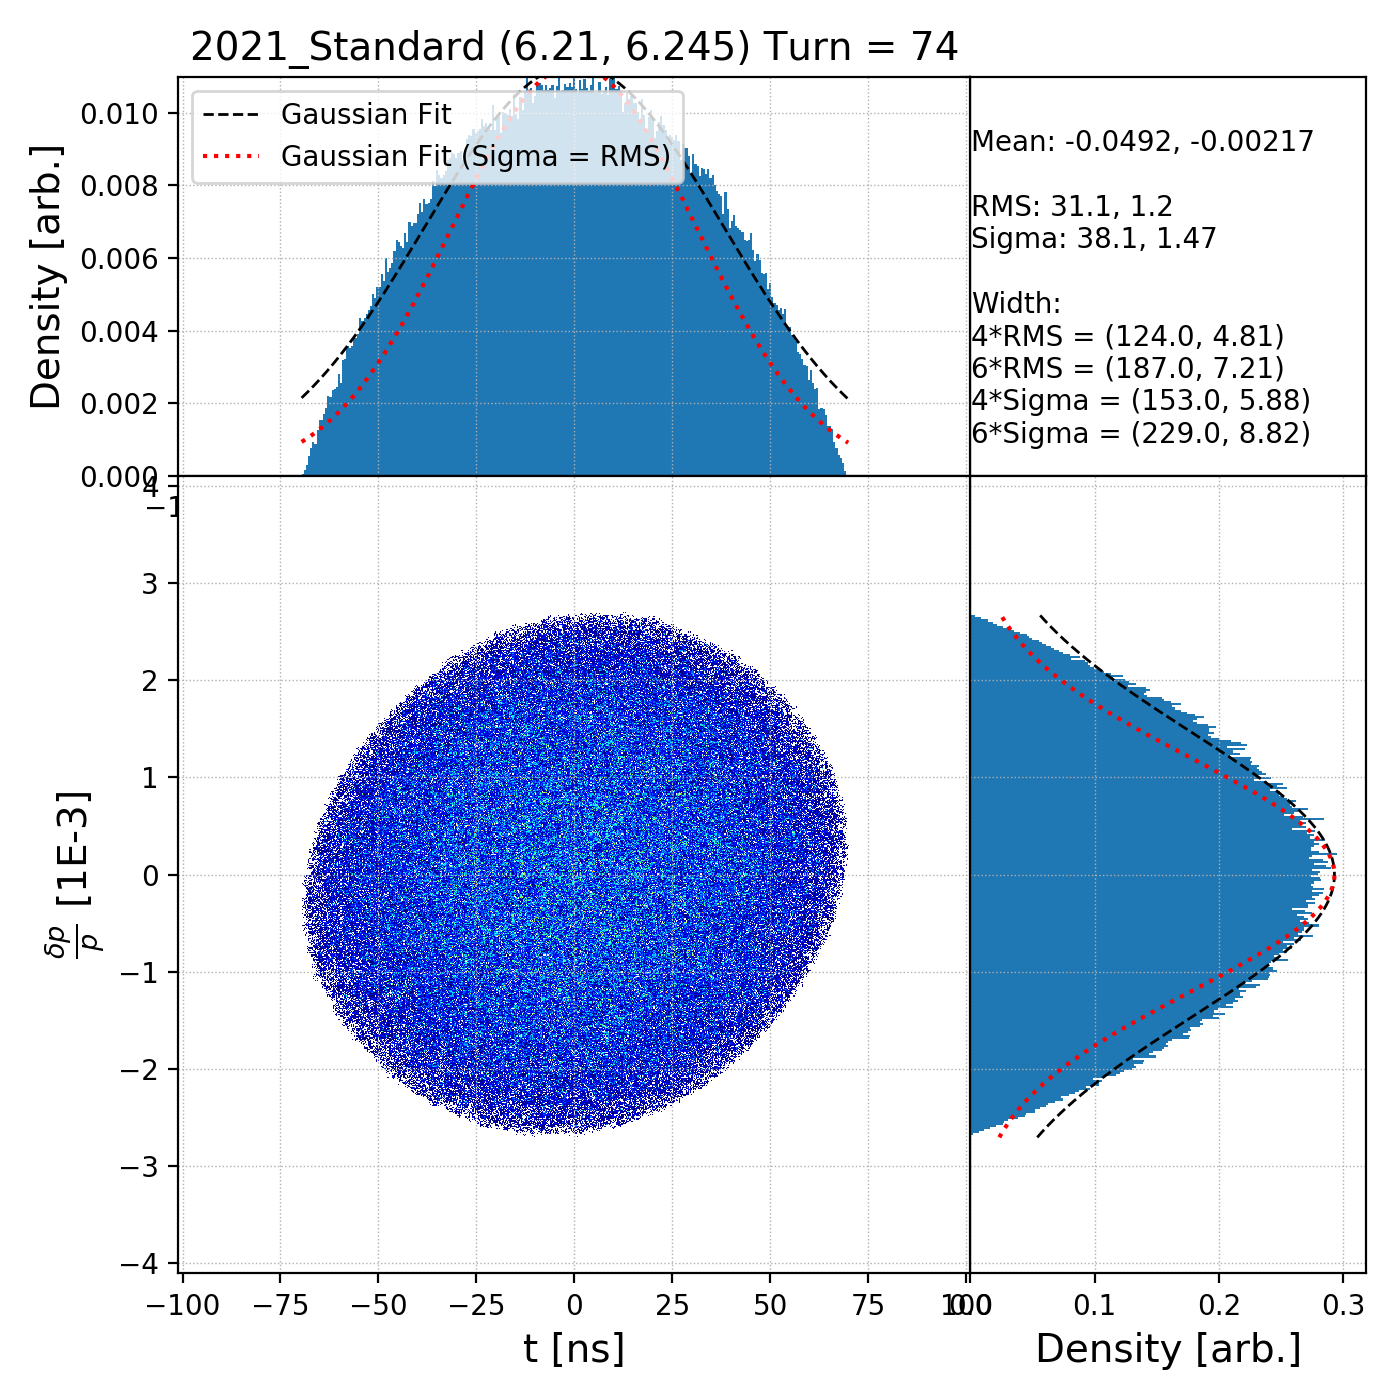 2021_Standard (6.21, 6.245) Turn = 74
Gaussian Fit
Gaussian Fit (Sigma = RMS)
Density [arb.]
0.010
0.008
0.006
0.004
0.002
0.000
−1
Mean: -0.0492, -0.00217
RMS: 31.1, 1.2
Sigma: 38.1, 1.47
Width:
4*RMS = (124.0, 4.81)
6*RMS = (187.0, 7.21)
4*Sigma = (153.0, 5.88)
6*Sigma = (229.0, 8.82)
4
3
2
1
0
−1
−2
−3
−4
δp/p [1E-3]
−100 −75 −50 −25 0 25 50 75 100
t [ns]
0.0 0.1 0.2 0.3
Density [arb.]